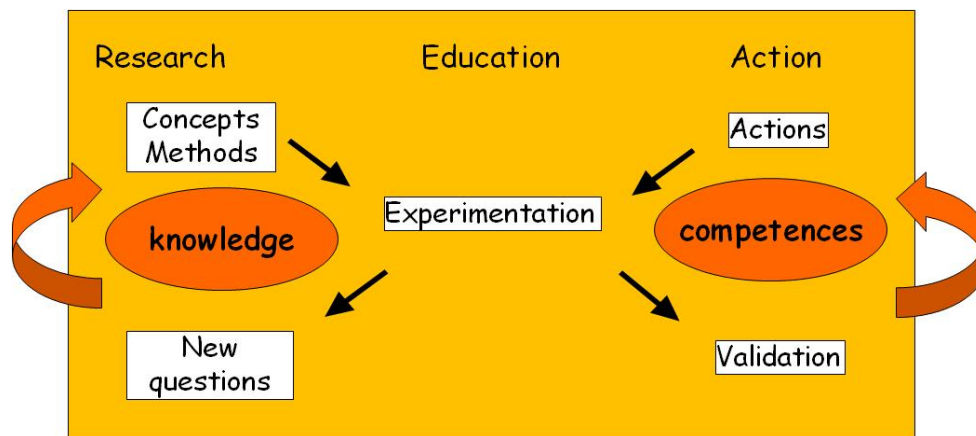 Research Education Action
Concepts
Methods
Actions
Experimentation
knowledge
competences
New
questions
Validation